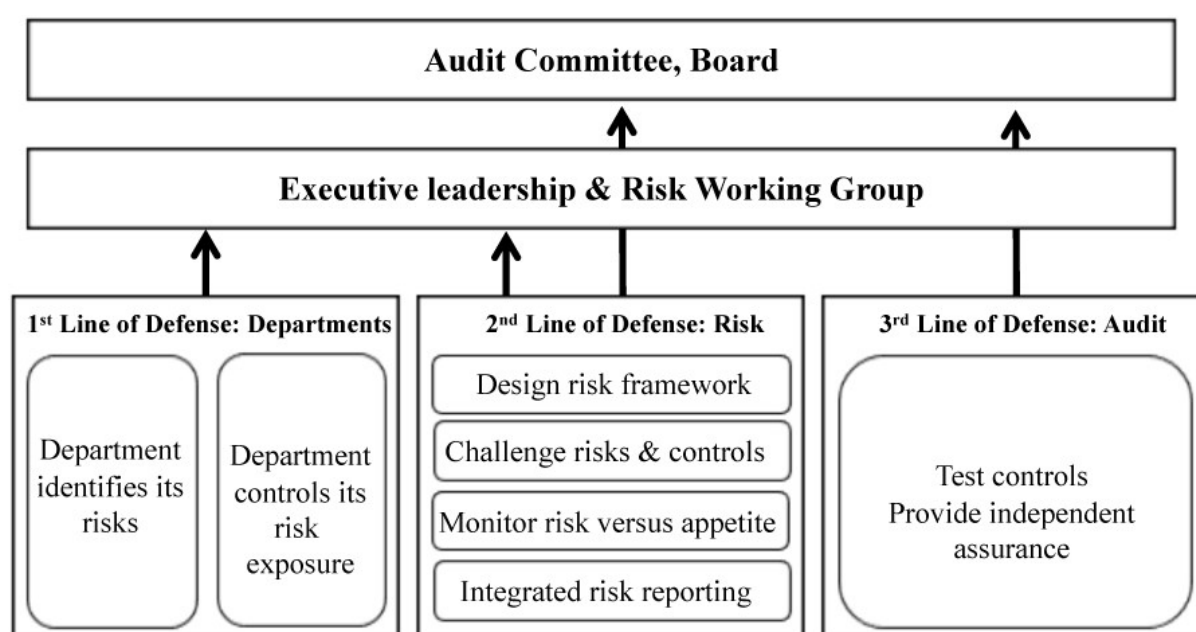 Audit Committee, Board
Executive leadership & Risk Working Group
1st Line of Defense: Departments
Department
identifies its
risks
Department
controls its
risk
exposure
2nd Line of Defense: Risk
Design risk framework
Challenge risks & controls
Monitor risk versus appetite
Integrated risk reporting
3rd Line of Defense: Audit
Test controls
Provide independent
assurance